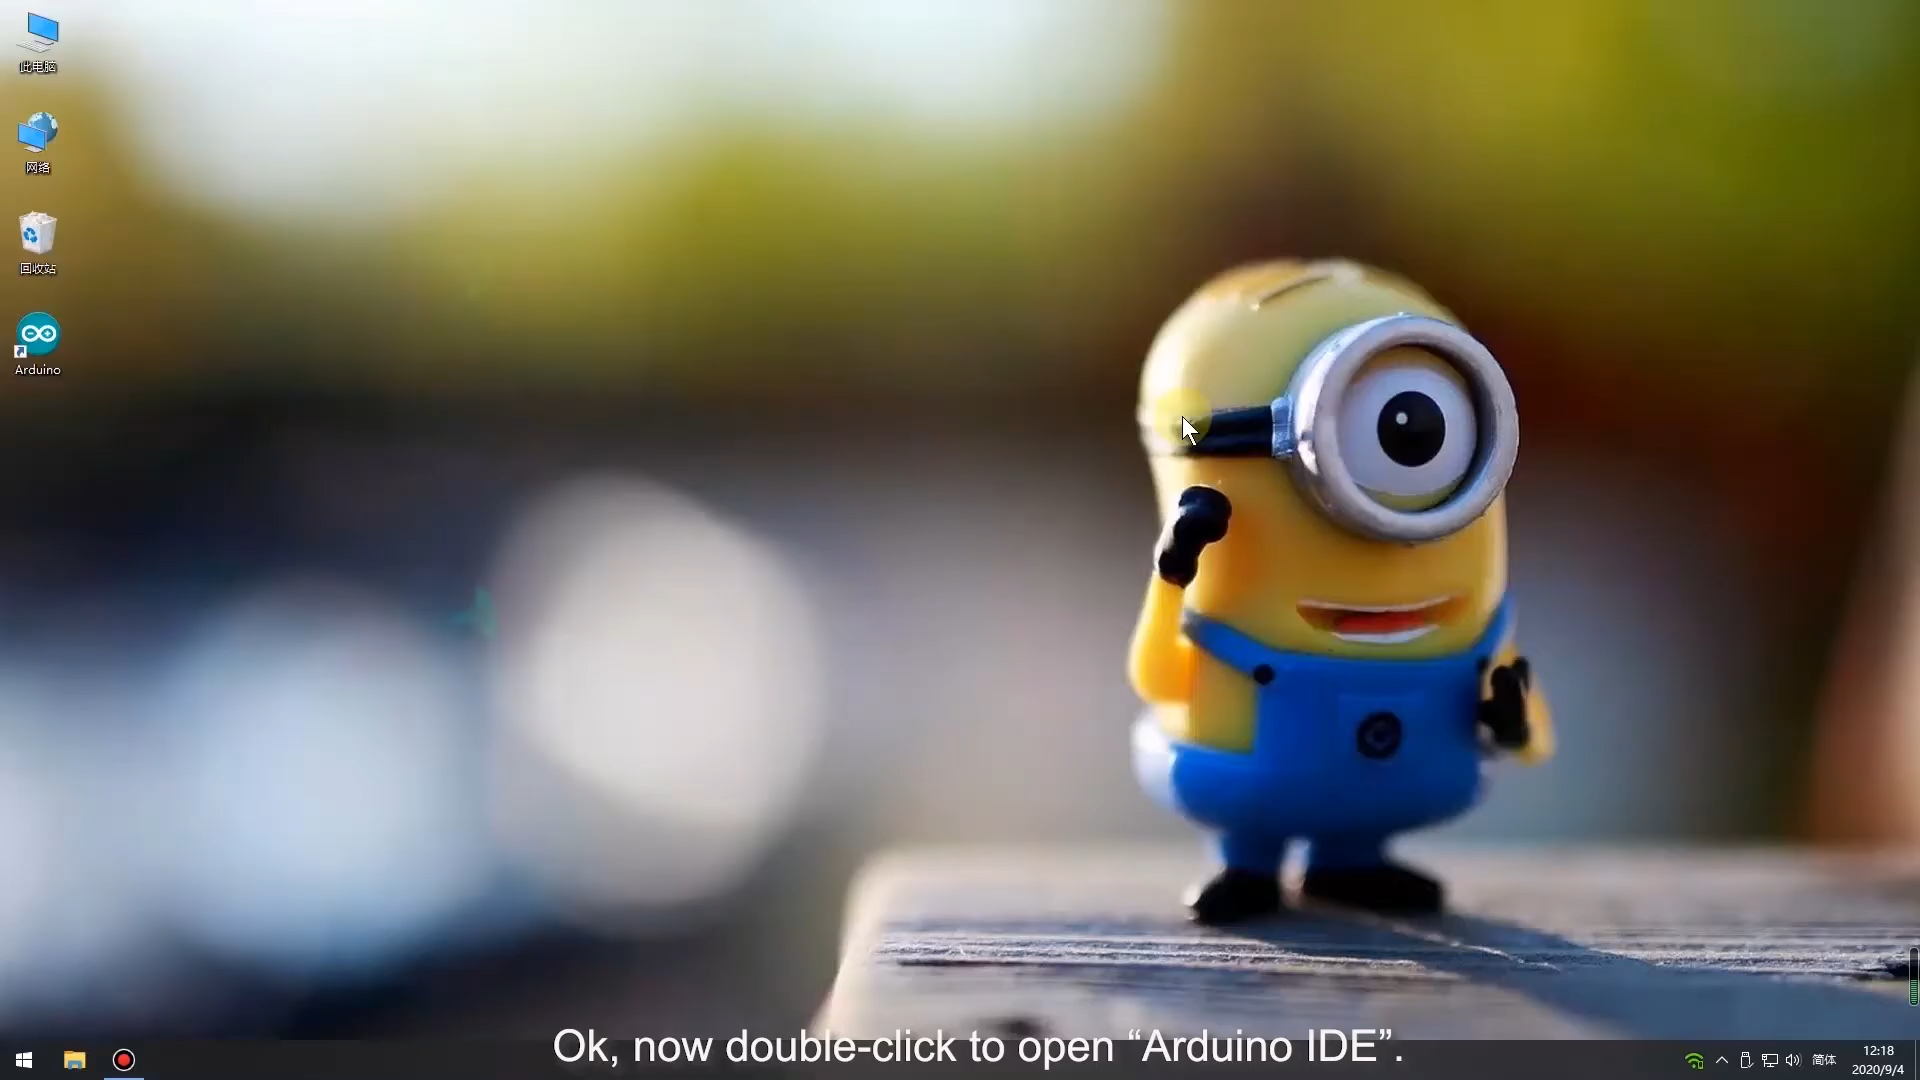 此电脑
网络
回收站
Arduino
Ok, now double-click to open “Arduino IDE”.
简体
12:18
2020/9/4